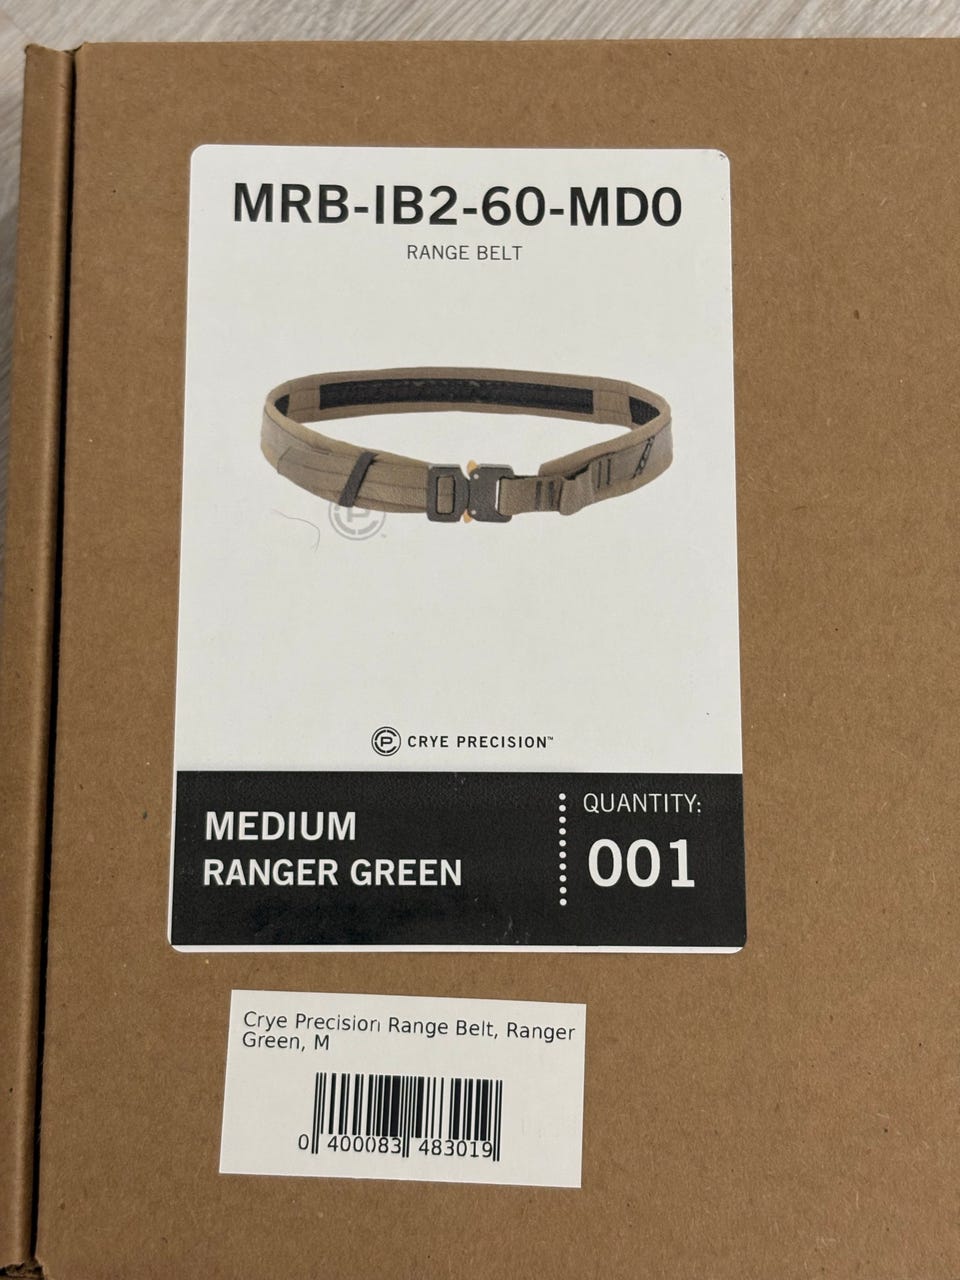 MRB-IB2-60-MD0
RANGE BELT
CRYE PRECISION™
MEDIUM
RANGER GREEN
QUANTITY:
001
Crye Precision Range Belt, Ranger
Green, M
0 400083 483019